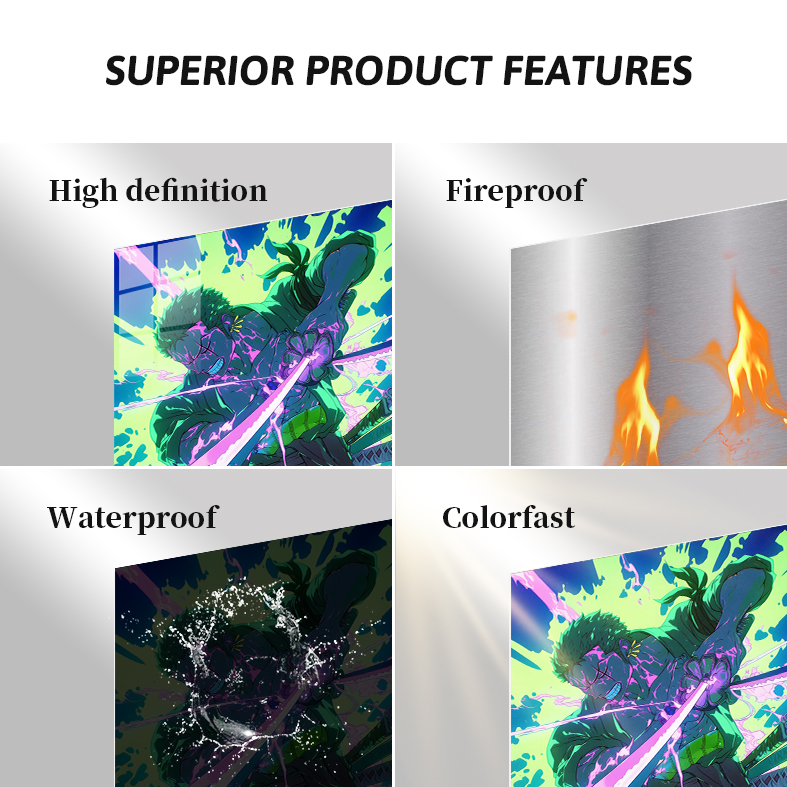 SUPERIOR PRODUCT FEATURES
High definition
Fireproof
Waterproof
Colorfast